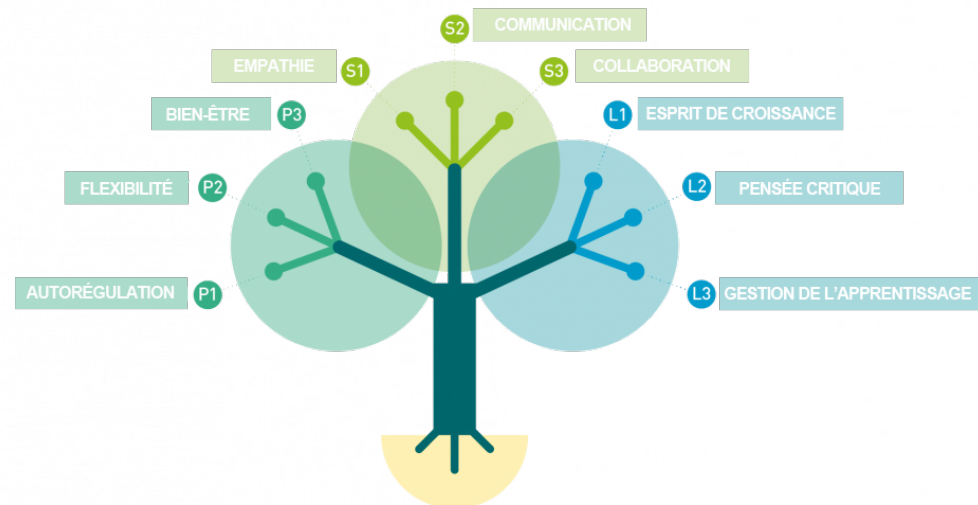 S2 COMMUNICATION
EMPATHIE S1
S3 COLLABORATION
BIEN-ÊTRE P3
L1 ESPRIT DE CROISSANCE
FLEXIBILITÉ P2
L2 PENSÉE CRITIQUE
AUTORÉGULATION P1
L3 GESTION DE L'APPRENTISSAGE